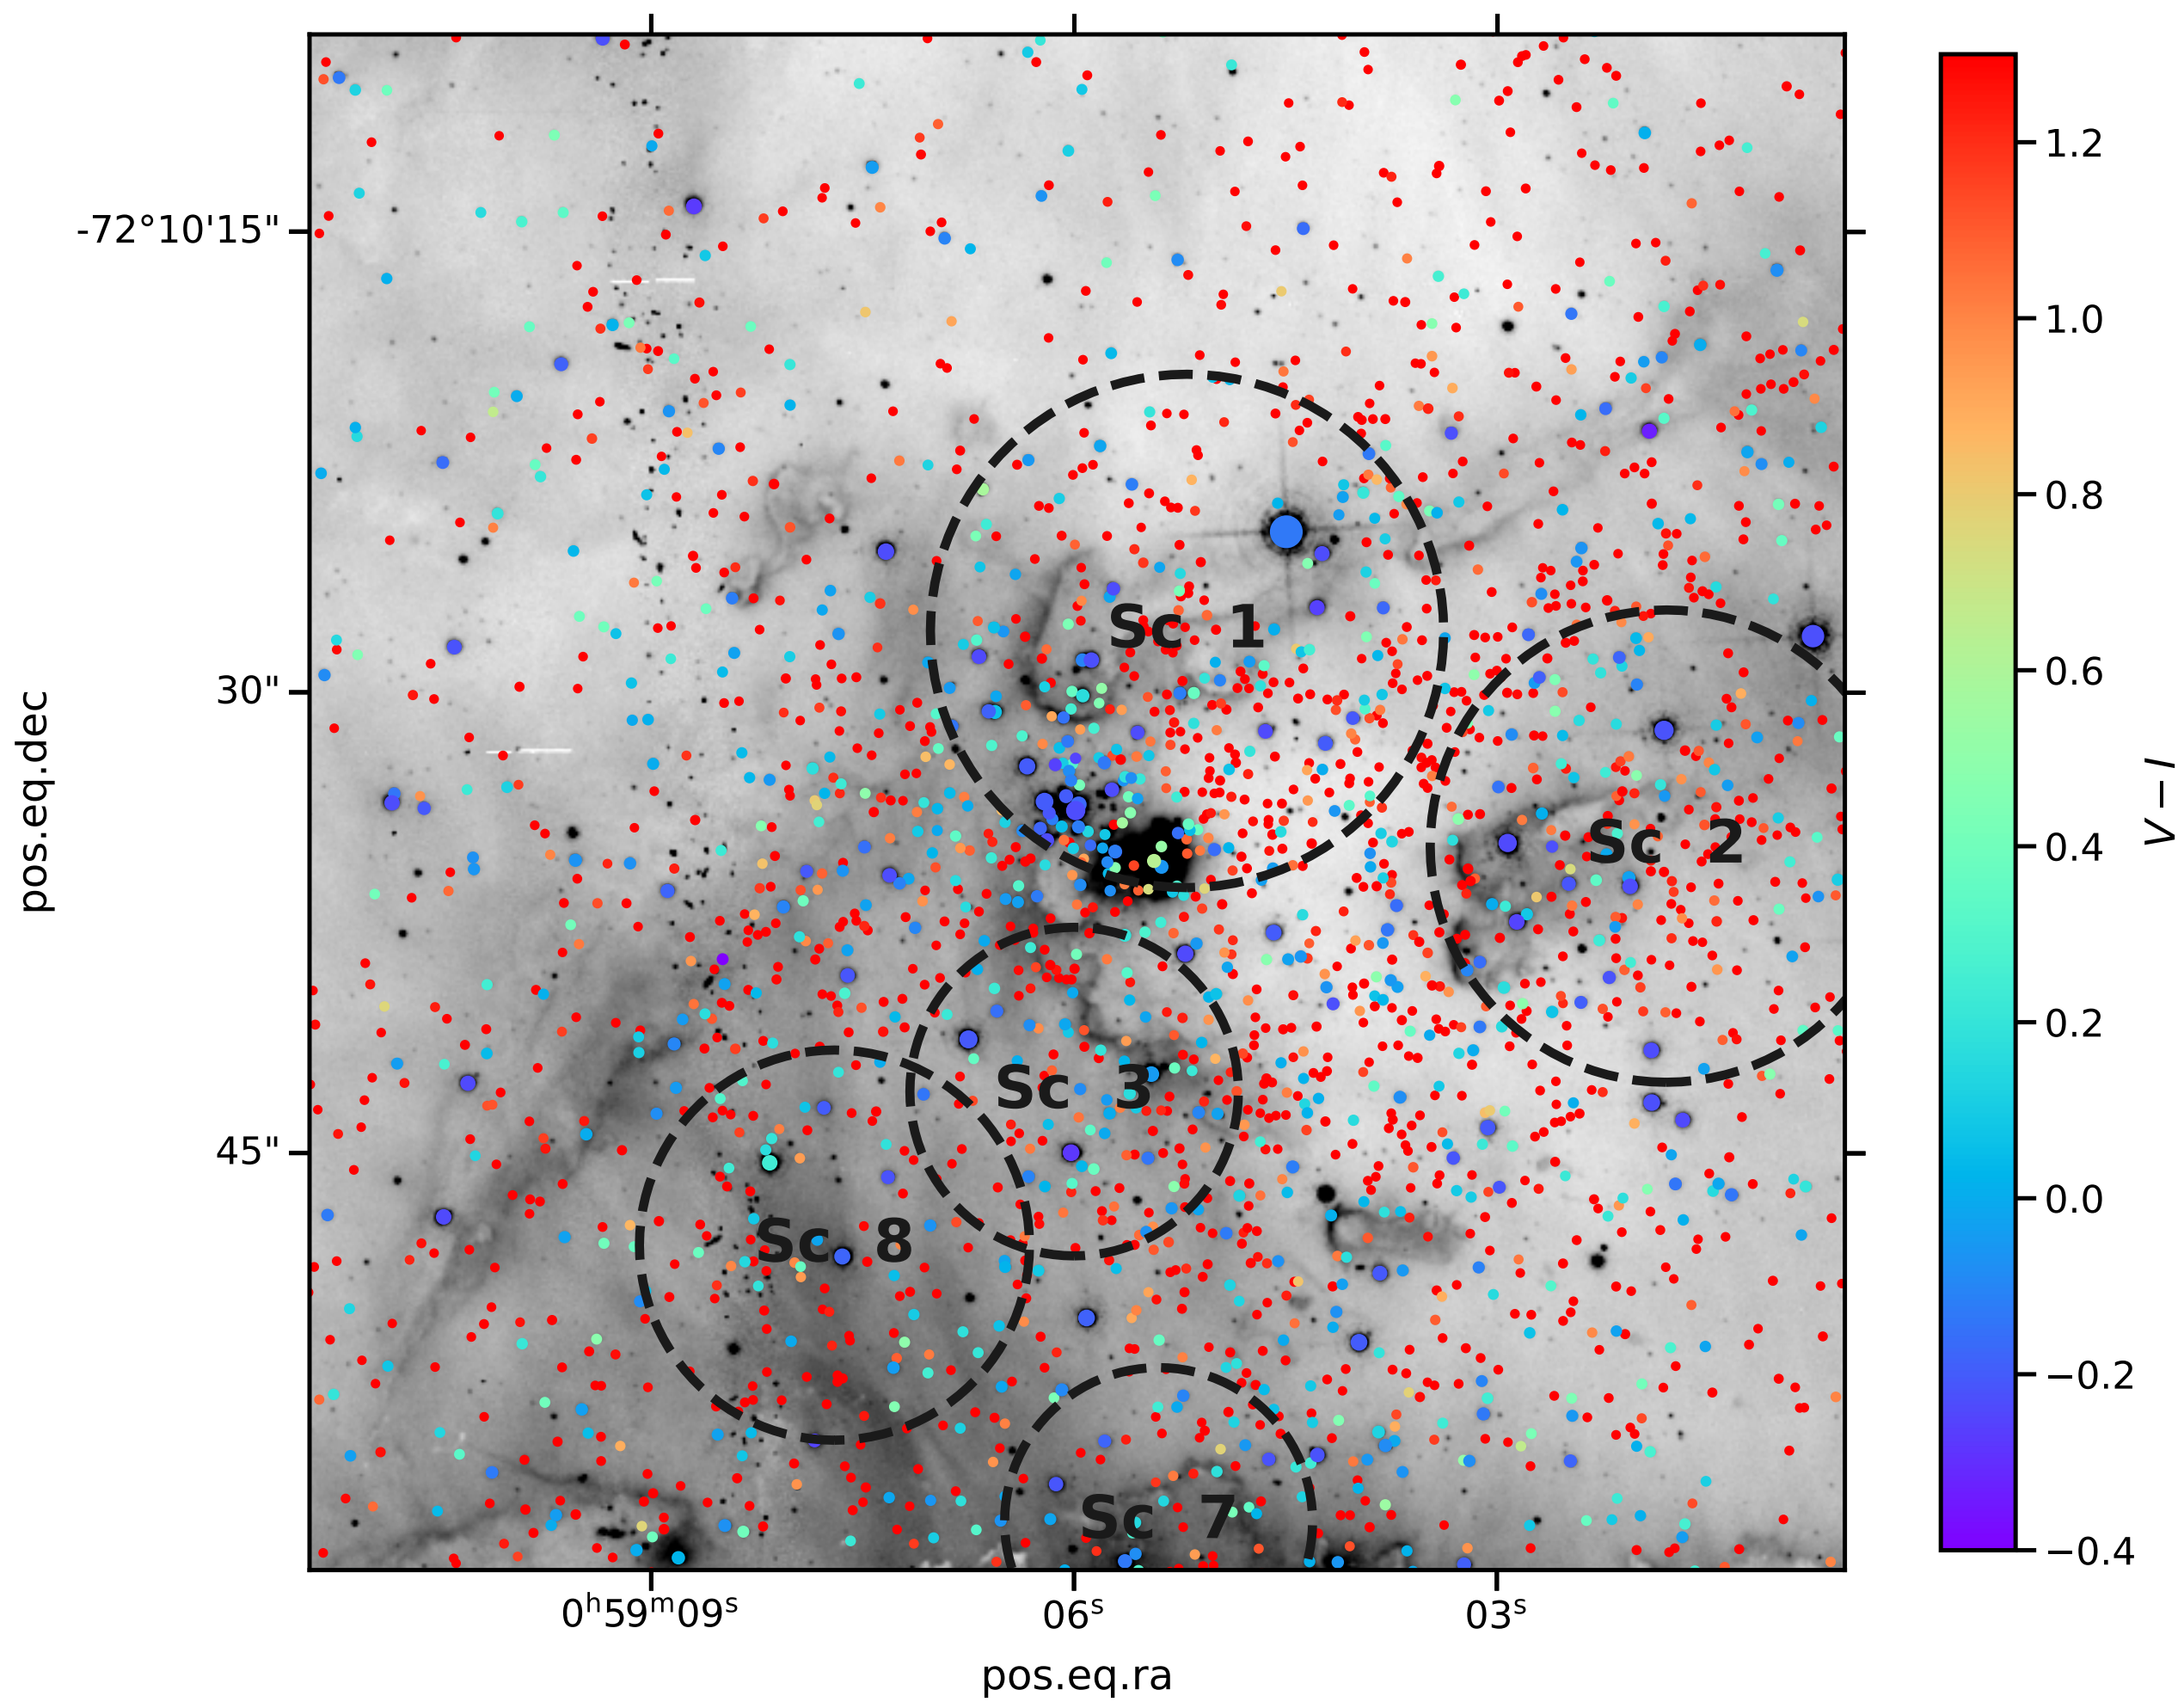 -72°10'15"
30"
45"
pos.eq.dec
0ʰ59ᵐ09ˢ
06ˢ
03ˢ
pos.eq.ra
Sc 1
Sc 2
Sc 3
Sc 8
Sc 7
1.2
1.0
0.8
0.6
0.4
0.2
0.0
−0.2
−0.4
V − I